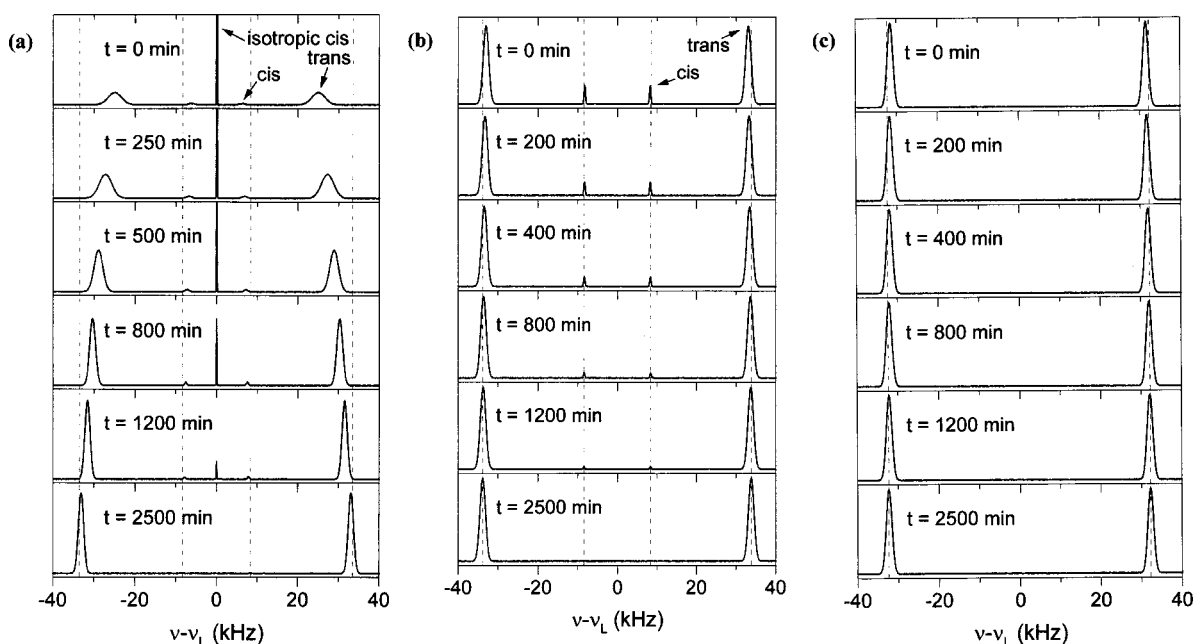 (a)
t = 0 min
isotropic cis
trans
cis
t = 250 min
t = 500 min
t = 800 min
t = 1200 min
t = 2500 min
-40 -20 0 20 40
ν-νL (kHz)
(b)
t = 0 min
trans
cis
t = 200 min
t = 400 min
t = 800 min
t = 1200 min
t = 2500 min
-40 -20 0 20 40
ν-νL (kHz)
(c)
t = 0 min
t = 200 min
t = 400 min
t = 800 min
t = 1200 min
t = 2500 min
-40 -20 0 20 40
ν-νL (kHz)